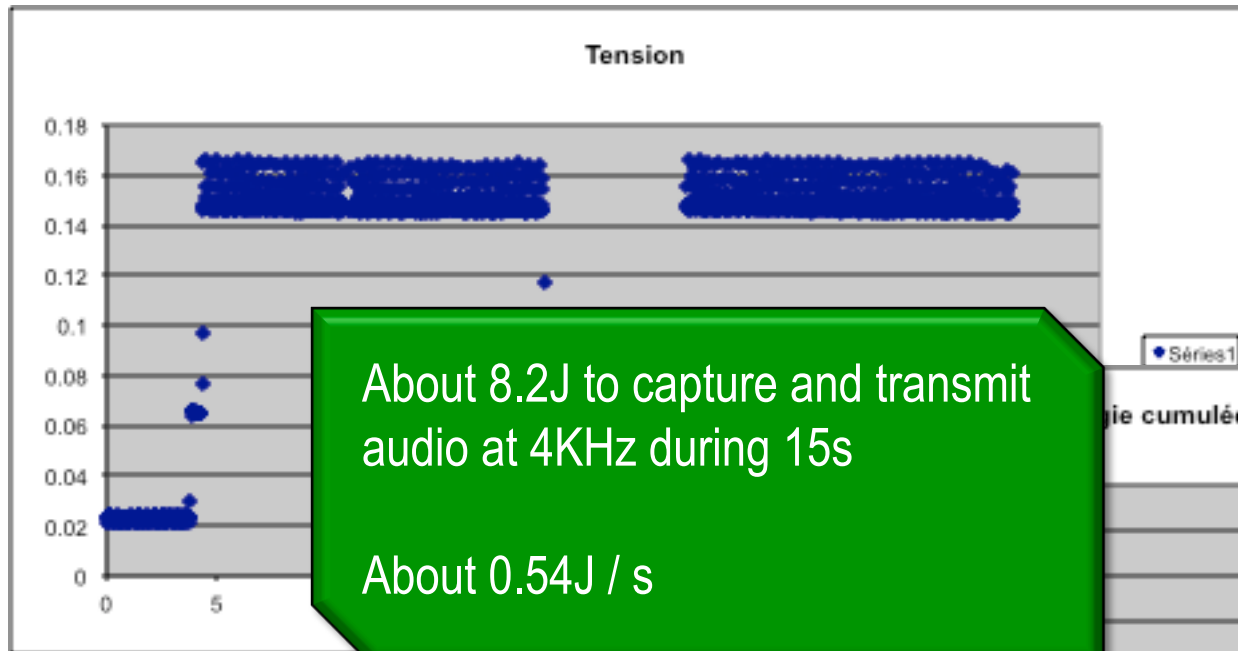 Tension
0.18
0.16
0.14
0.12
0.1
0.08
0.06
0.04
0.02
0
0
5
Séries1
About 8.2J to capture and transmit
audio at 4KHz during 15s
About 0.54J / s
gie cumulé